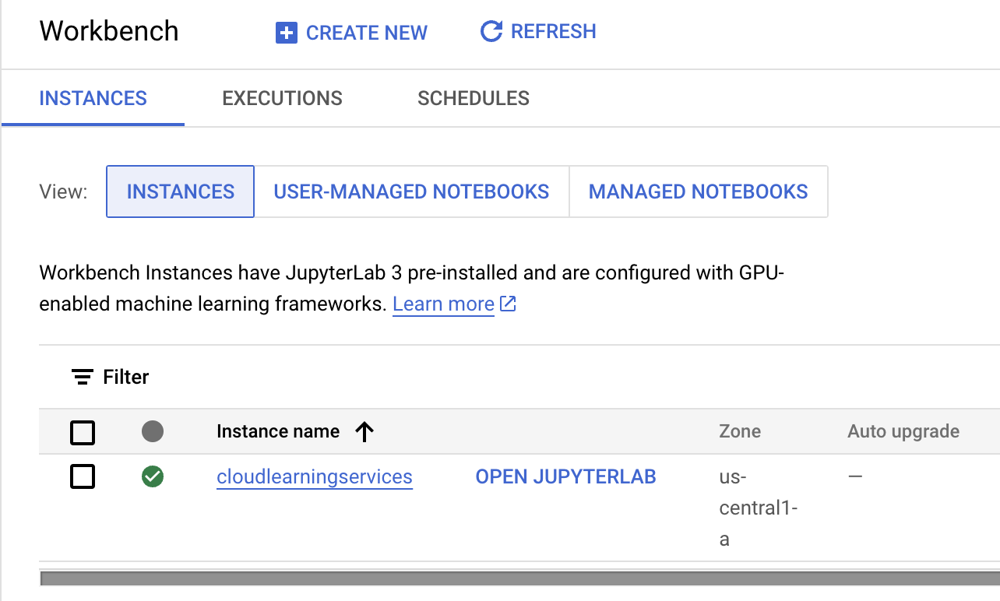 Workbench CREATE NEW REFRESH
INSTANCES EXECUTIONS SCHEDULES
View: INSTANCES USER-MANAGED NOTEBOOKS MANAGED NOTEBOOKS
Workbench Instances have JupyterLab 3 pre-installed and are configured with GPU-
enabled machine learning frameworks. Learn more
Filter
Instance name Zone Auto upgrade
cloudlearningservices OPEN JUPYTERLAB us- —
central1-
a